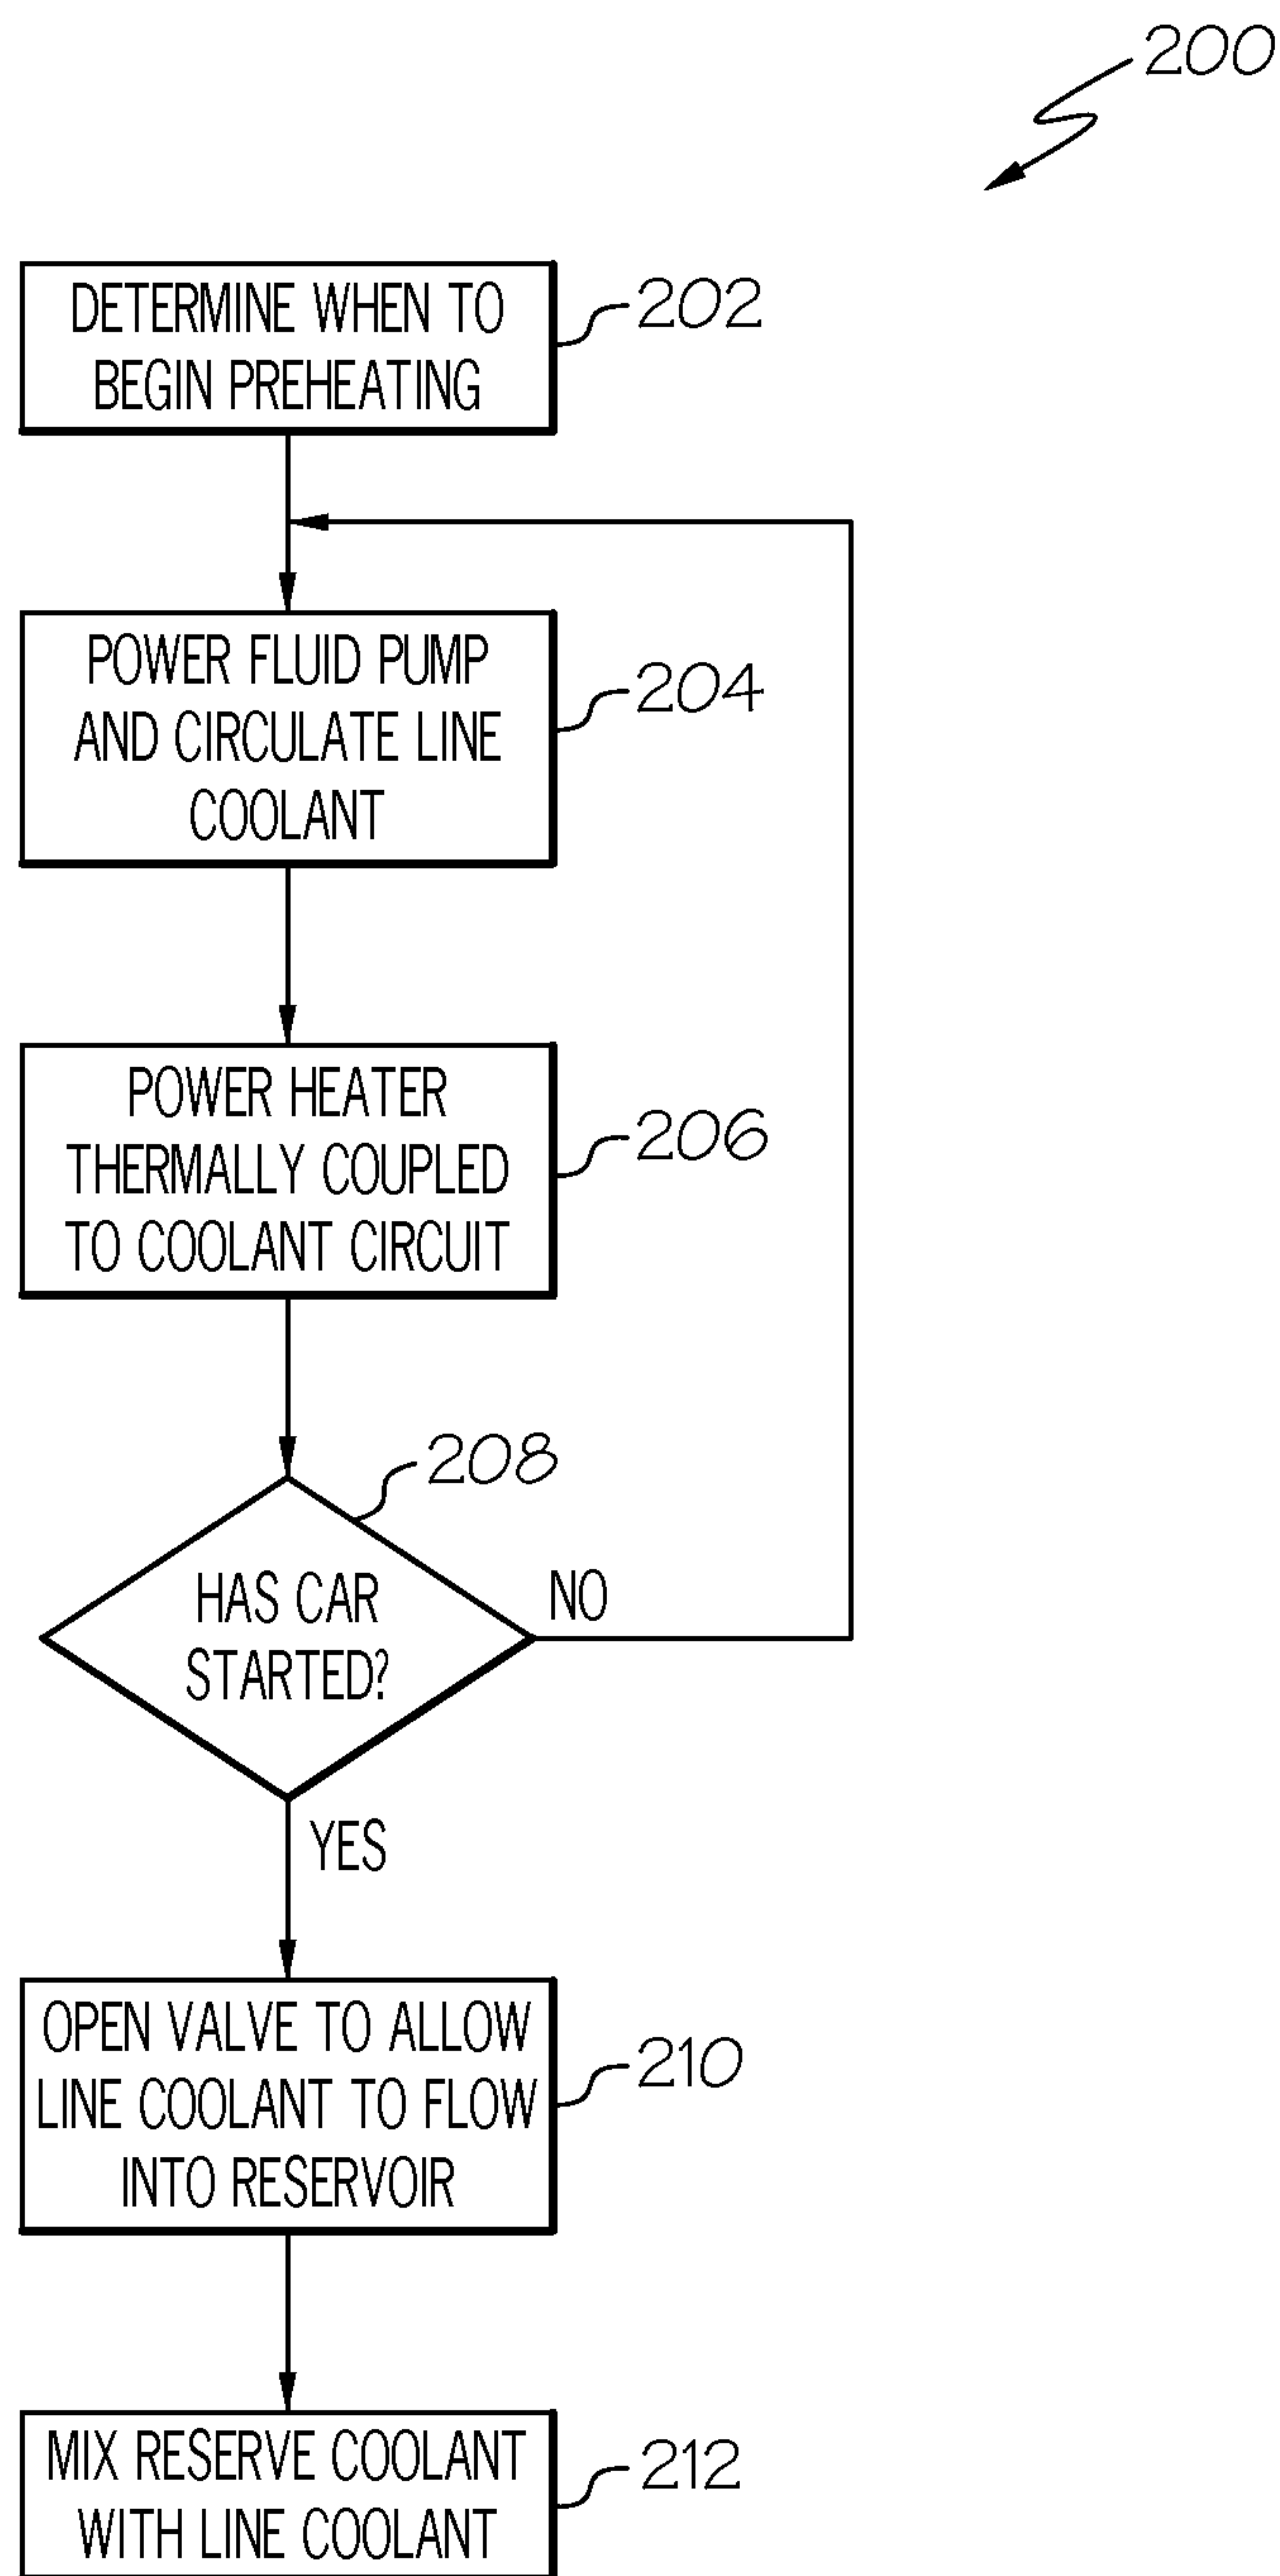 200
DETERMINE WHEN TO
BEGIN PREHEATING
202
POWER FLUID PUMP
AND CIRCULATE LINE
COOLANT
204
POWER HEATER
THERMALLY COUPLED
TO COOLANT CIRCUIT
206
208
HAS CAR
STARTED?
NO
YES
OPEN VALVE TO ALLOW
LINE COOLANT TO FLOW
INTO RESERVOIR
210
MIX RESERVE COOLANT
WITH LINE COOLANT
212